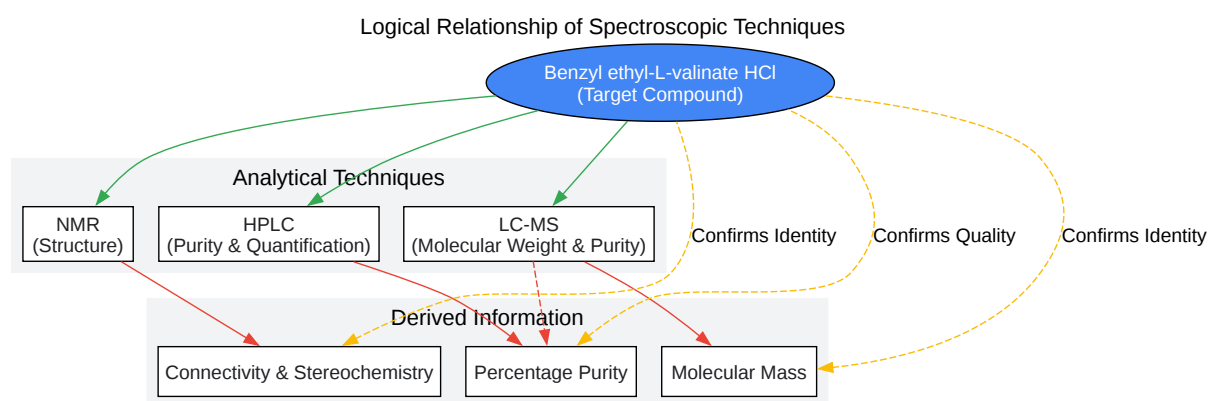 Logical Relationship of Spectroscopic Techniques
Benzyl ethyl-L-valinate HCl
(Target Compound)
Analytical Techniques
NMR
(Structure)
HPLC
(Purity & Quantification)
LC-MS
(Molecular Weight & Purity)
Confirms Identity
Confirms Quality
Confirms Identity
Derived Information
Connectivity & Stereochemistry
Percentage Purity
Molecular Mass